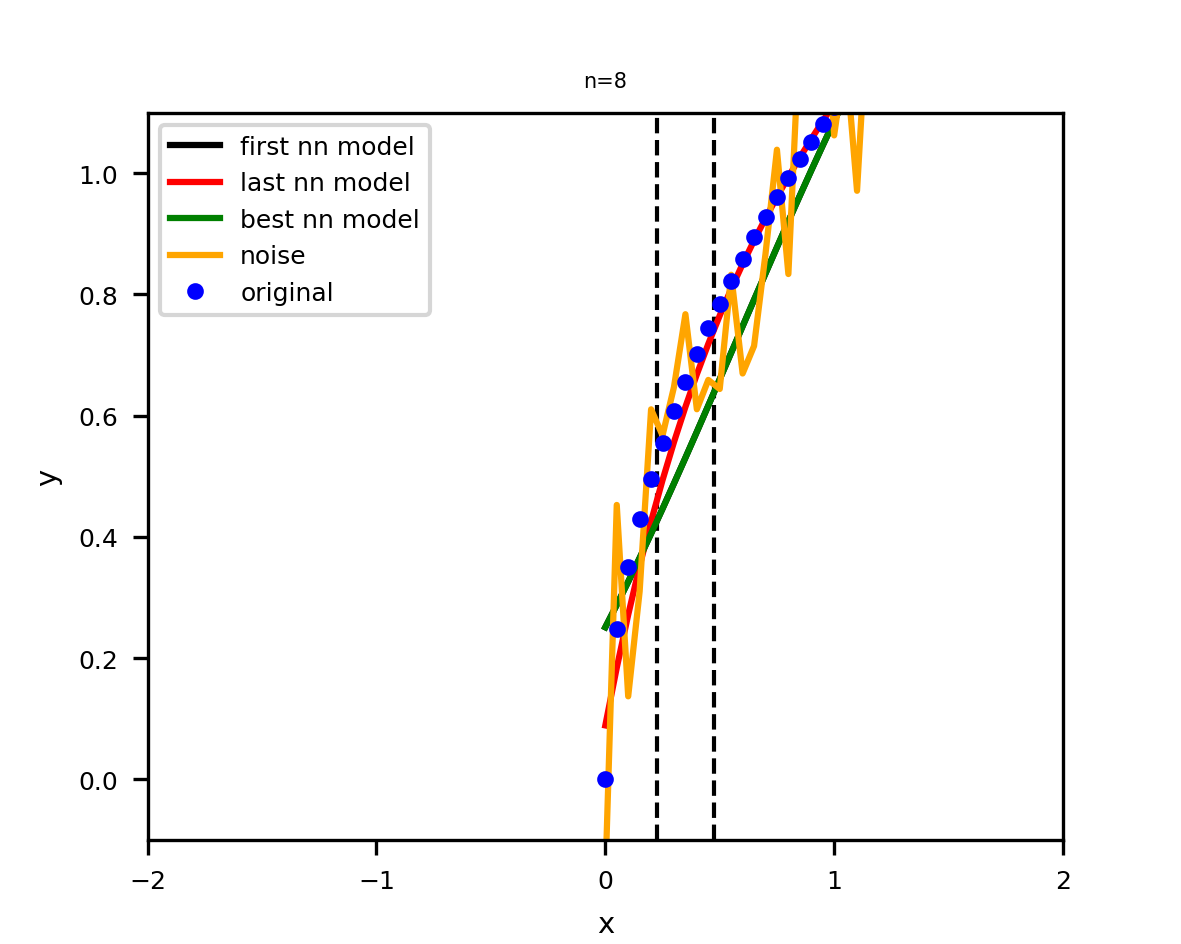 n=8
first nn model
last nn model
best nn model
noise
original
1.0
0.8
0.6
0.4
0.2
0.0
y
−2
−1
0
1
2
x